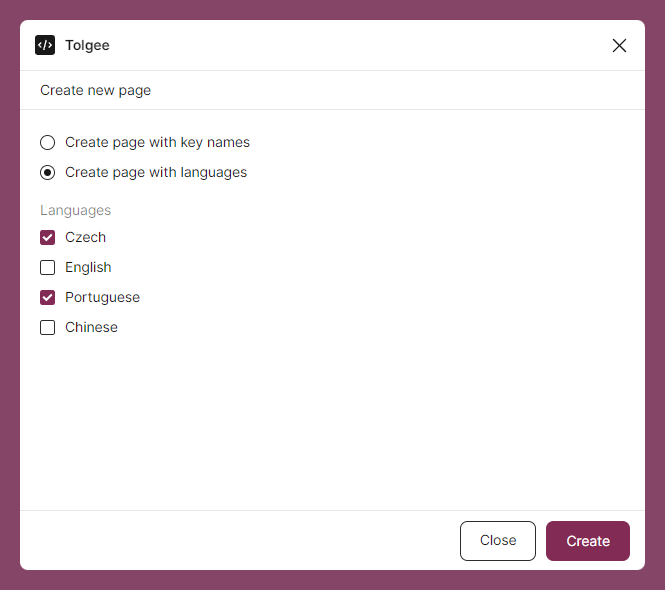 Tolgee
Create new page
Create page with key names
Create page with languages
Languages
Czech
English
Portuguese
Chinese
Close
Create